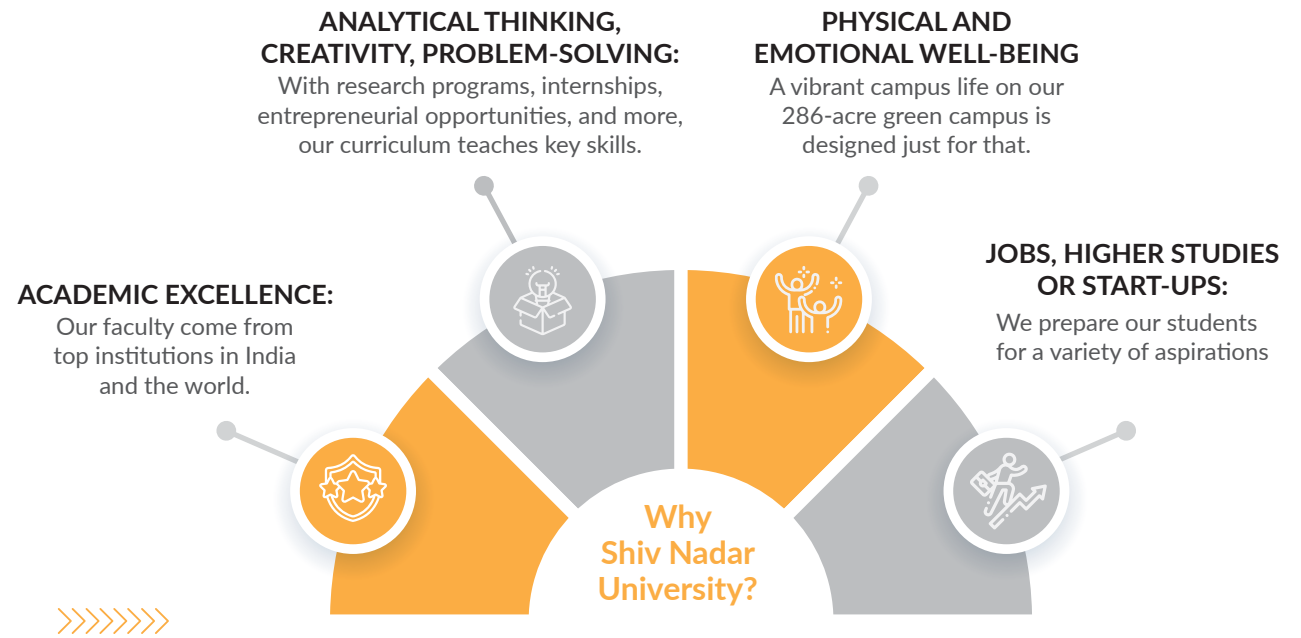 ANALYTICAL THINKING,
CREATIVITY, PROBLEM-SOLVING:
With research programs, internships,
entrepreneurial opportunities, and more,
our curriculum teaches key skills.
PHYSICAL AND
EMOTIONAL WELL-BEING
A vibrant campus life on our
286-acre green campus is
designed just for that.
ACADEMIC EXCELLENCE:
Our faculty come from
top institutions in India
and the world.
JOBS, HIGHER STUDIES
OR START-UPS:
We prepare our students
for a variety of aspirations
Why
Shiv Nadar
University?